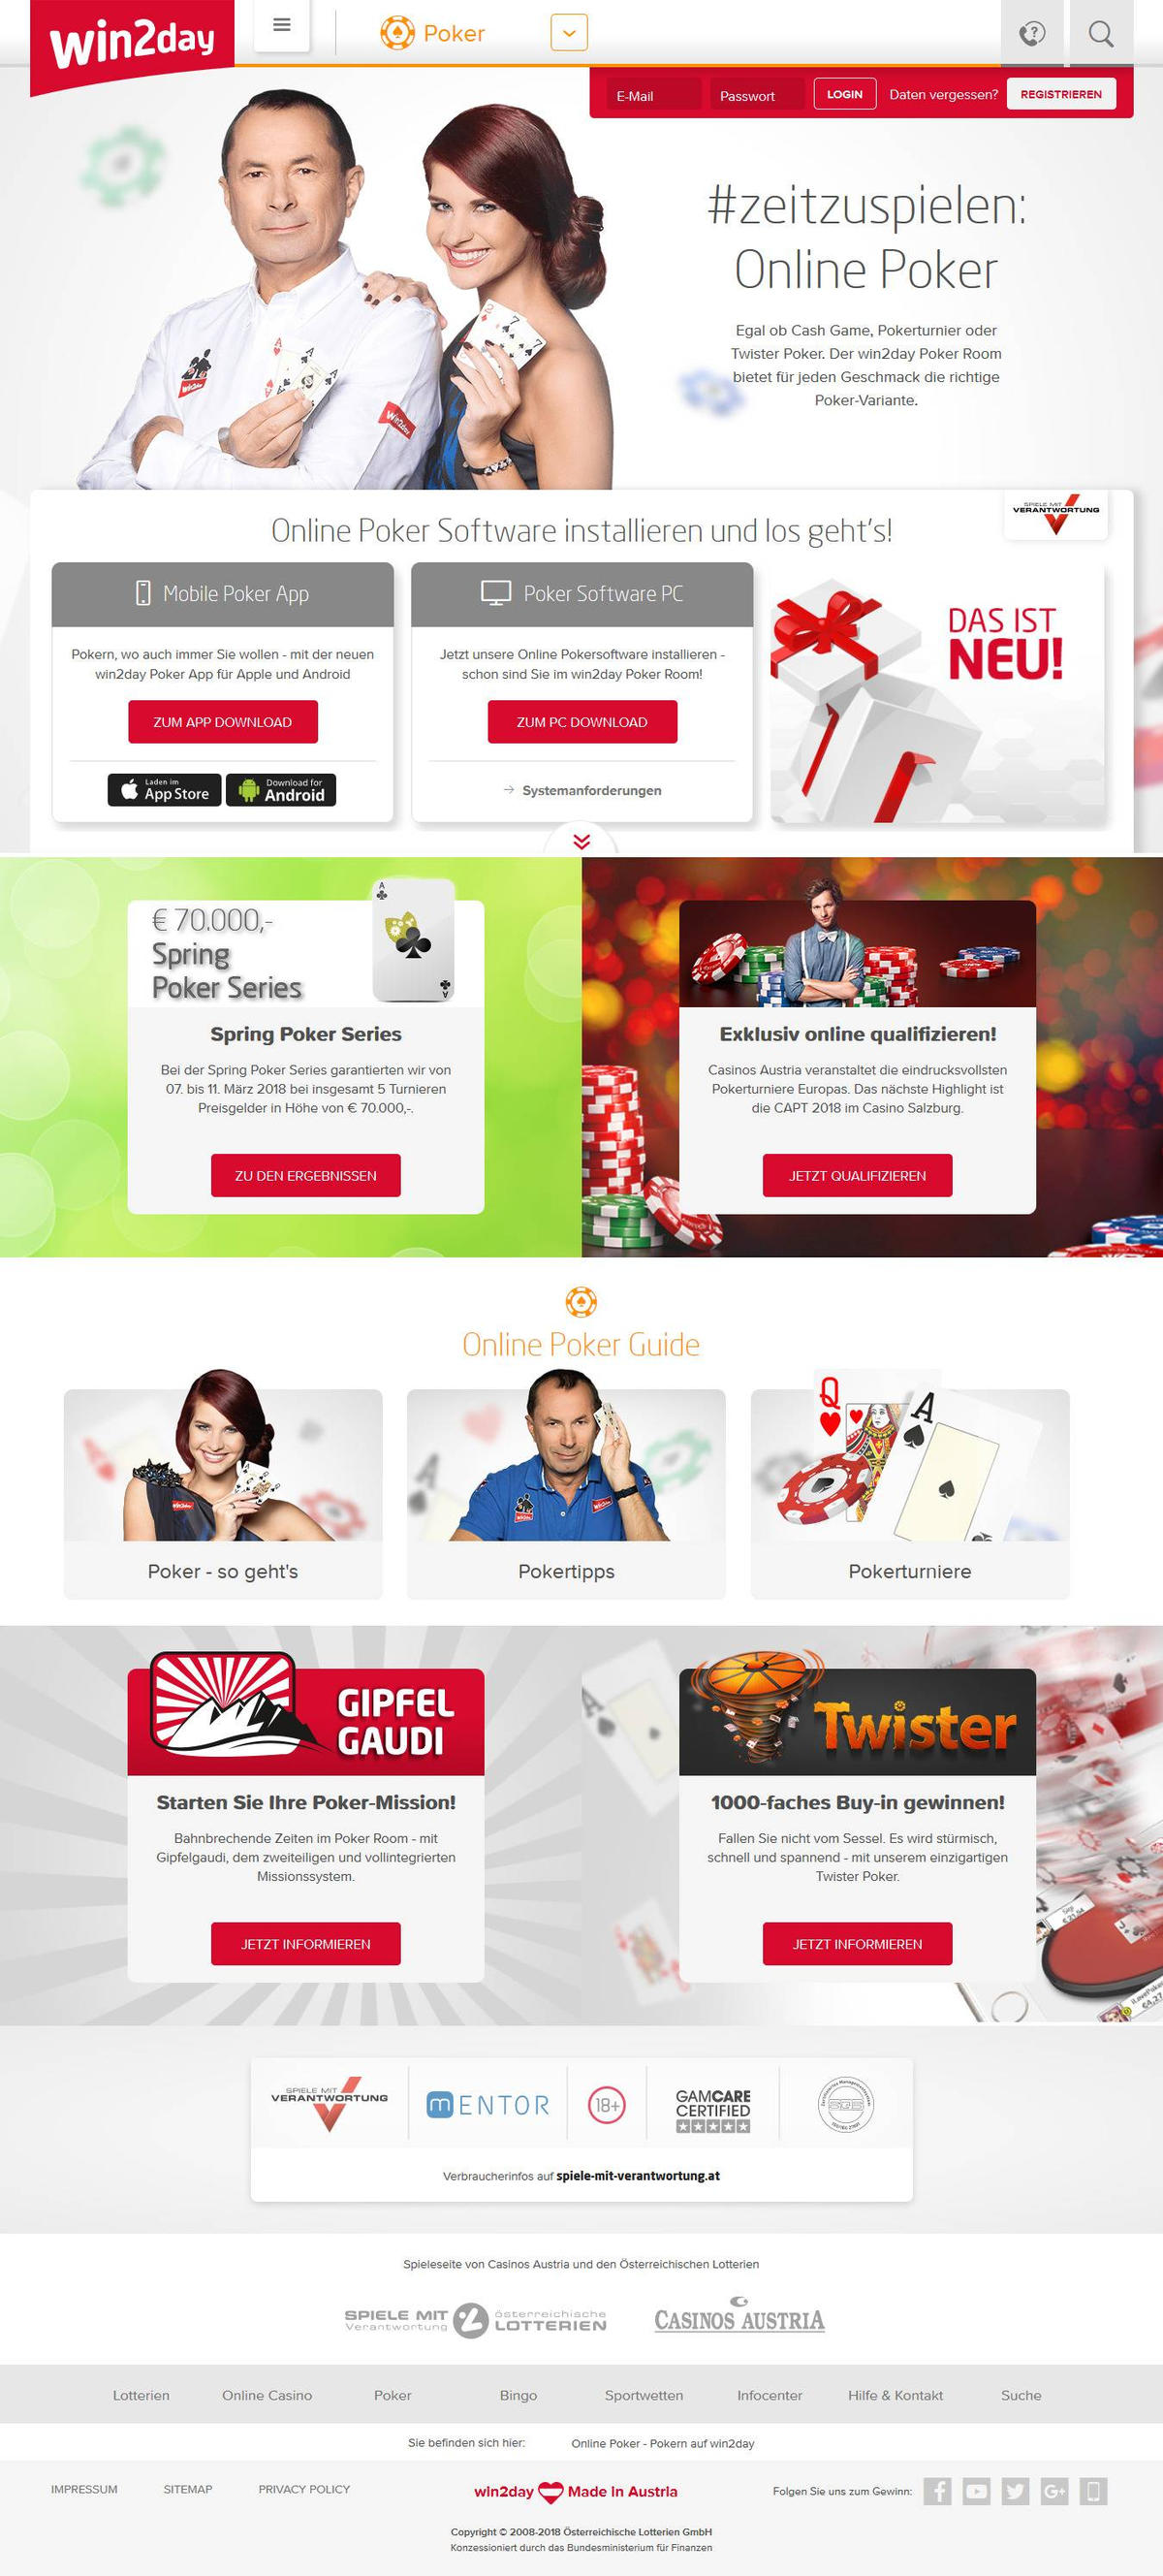 win2day
Poker
E-Mail
Passwort
LOGIN
Daten vergessen?
REGISTRIEREN
#zeitzuspielen:
Online Poker
Egal ob Cash Game, Pokerturnier oder
Twister Poker. Der win2day Poker Room
bietet für jeden Geschmack die richtige
Poker-Variante.
SPIELE MIT
VERANTWORTUNG
Online Poker Software installieren und los geht's!
Mobile Poker App
Pokern, wo auch immer Sie wollen - mit der neuen
win2day Poker App für Apple und Android
ZUM APP DOWNLOAD
Laden im
App Store
Download for
Android
Poker Software PC
Jetzt unsere Online Pokersoftware installieren -
schon sind Sie im win2day Poker Room!
ZUM PC DOWNLOAD
Systemanforderungen
DAS IST
NEU!
€ 70.000,-
Spring
Poker Series
Spring Poker Series
Bei der Spring Poker Series garantierten wir von
07. bis 11. März 2018 bei insgesamt 5 Turnieren
Preisgelder in Höhe von € 70.000,-.
ZU DEN ERGEBNISSEN
Exklusiv online qualifizieren!
Casinos Austria veranstaltet die eindrucksvollsten
Pokerturniere Europas. Das nächste Highlight ist
die CAPT 2018 im Casino Salzburg.
JETZT QUALIFIZIEREN
Online Poker Guide
Poker - so geht's
Pokertipps
Q
A
Pokerturniere
GIPFEL
GAUDI
Starten Sie Ihre Poker-Mission!
Bahnbrechende Zeiten im Poker Room - mit
Gipfelgaudi, dem zweiteiligen und vollintegrierten
Missionssystem.
JETZT INFORMIEREN
Twister
1000-faches Buy-in gewinnen!
Fallen Sie nicht vom Sessel. Es wird stürmisch,
schnell und spannend - mit unserem einzigartigen
Twister Poker.
JETZT INFORMIEREN
SPIELE MIT
VERANTWORTUNG
mENTOR
18+
GAMCARE
CERTIFIED
SQS
Verbraucherinfos auf spiele-mit-verantwortung.at
Spieleseite von Casinos Austria und den Österreichischen Lotterien
SPIELE MIT
Verantwortung
österreichische
LOTTERIEN
CASINOS AUSTRIA
Lotterien
Online Casino
Poker
Bingo
Sportwetten
Infocenter
Hilfe & Kontakt
Suche
Sie befinden sich hier:
Online Poker - Pokern auf win2day
IMPRESSUM
SITEMAP
PRIVACY POLICY
win2day Made in Austria
Folgen Sie uns zum Gewinn:
Copyright © 2008-2018 Österreichische Lotterien GmbH
Konzessioniert durch das Bundesministerium für Finanzen